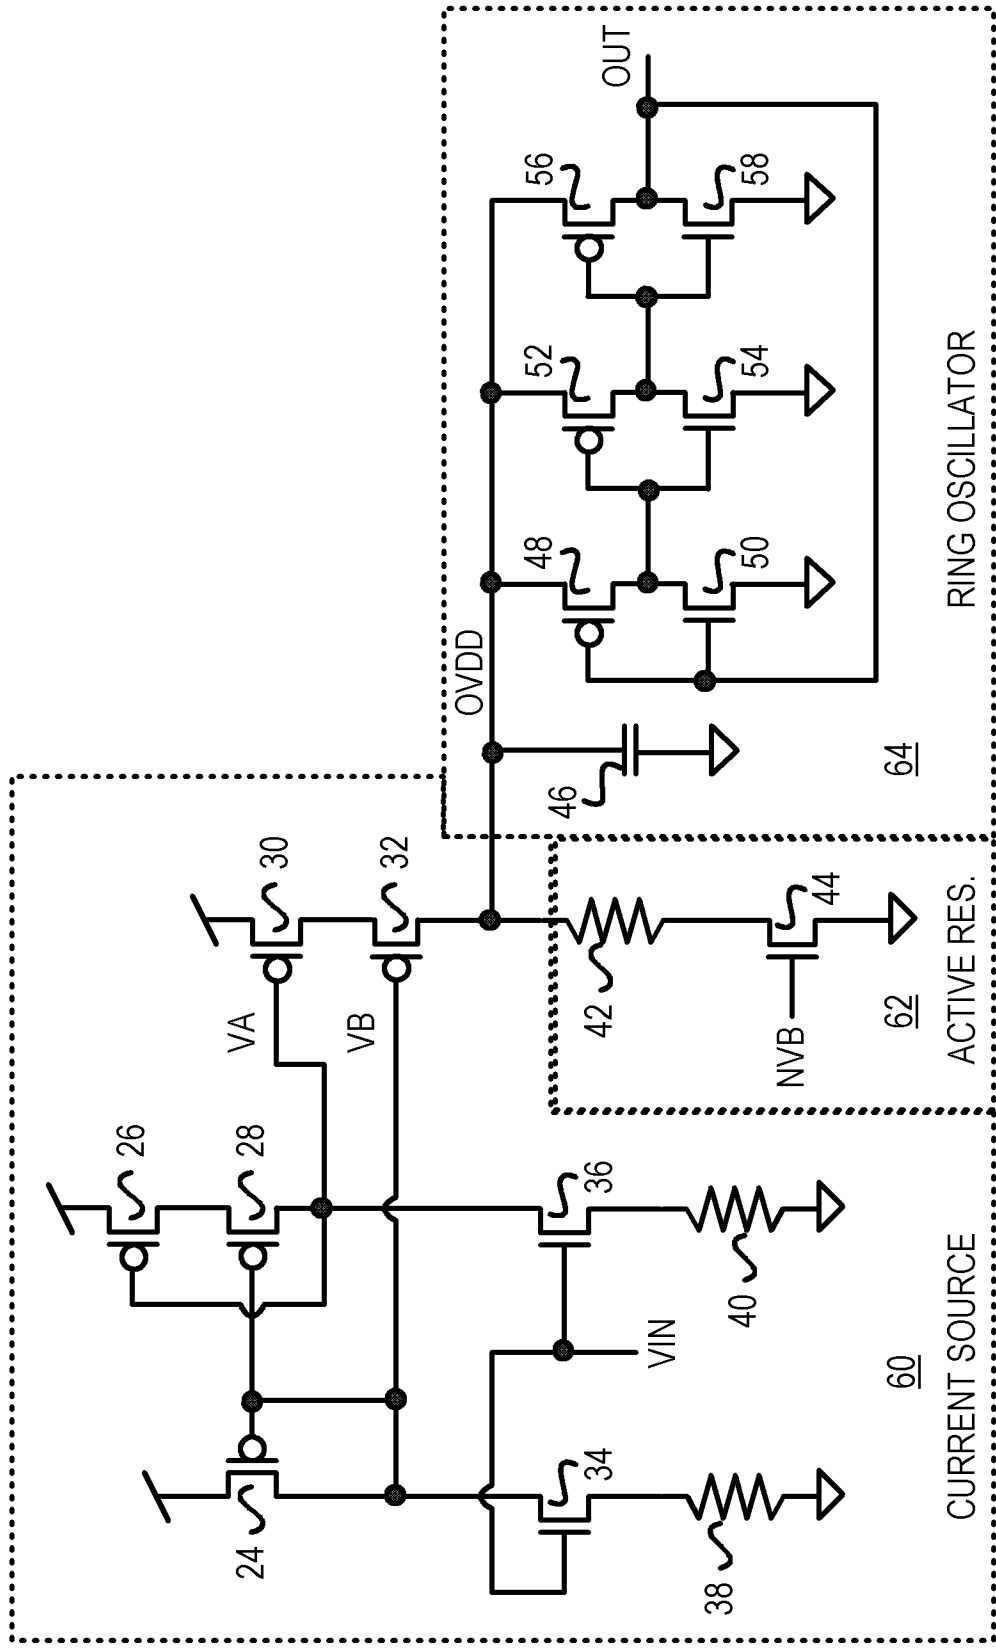 24
26
28
VA
30
VB
32
34
VIN
36
38
40
60
CURRENT SOURCE
42
NVB
44
62
ACTIVE RES.
OVDD
46
48
50
52
54
56
58
OUT
64
RING OSCILLATOR